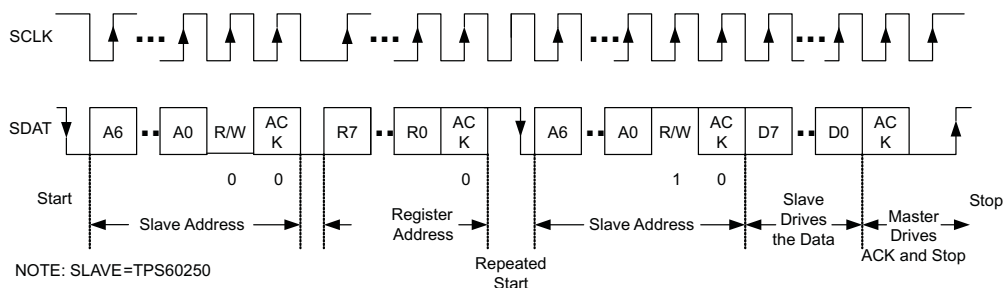 SCLK
SDAT
A6
A0
R/W
AC
K
R7
R0
AC
K
A6
A0
R/W
AC
K
D7
D0
AC
K
0
0
0
1
0
Start
Slave Address
Register
Address
Repeated
Start
Slave Address
Slave
Drives
the Data
Master
Drives
ACK and Stop
Stop
NOTE: SLAVE=TPS60250